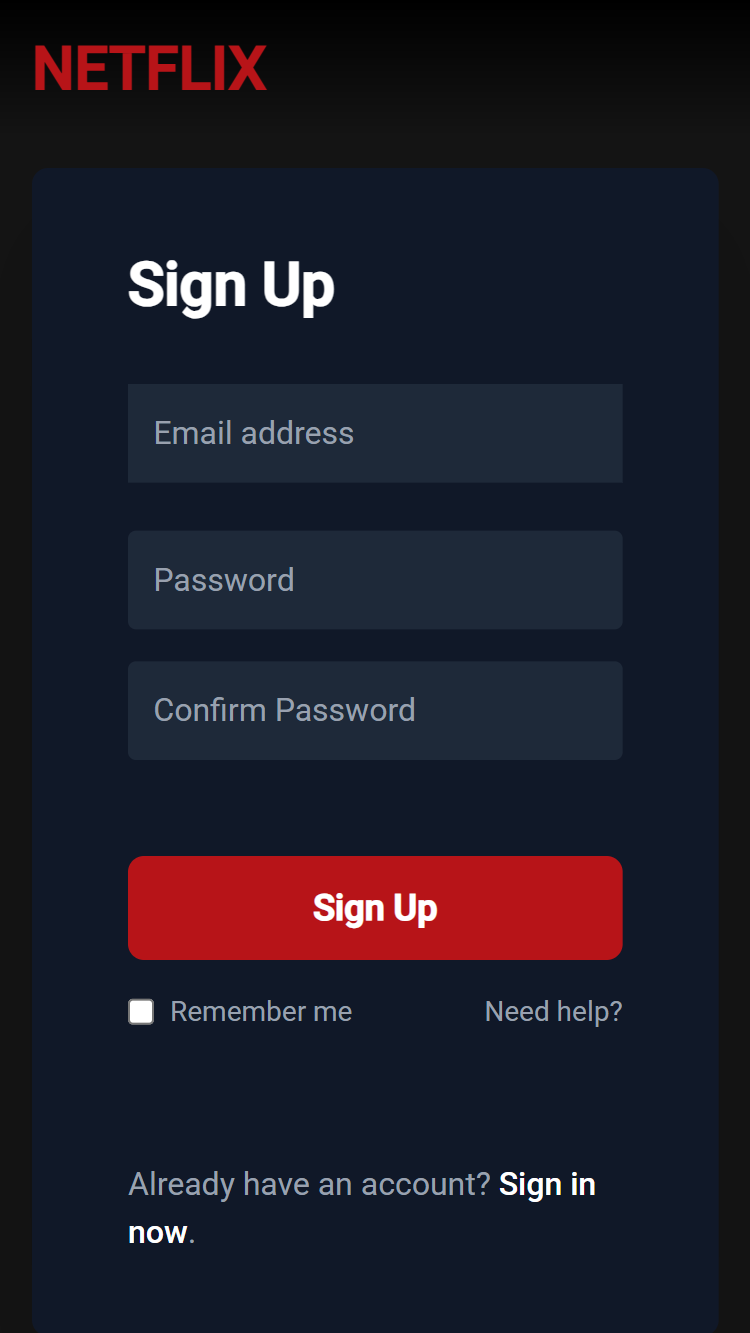 NETFLIX
Sign Up
Email address
Password
Confirm Password
Sign Up
Remember me Need help?
Already have an account? Sign in
now.